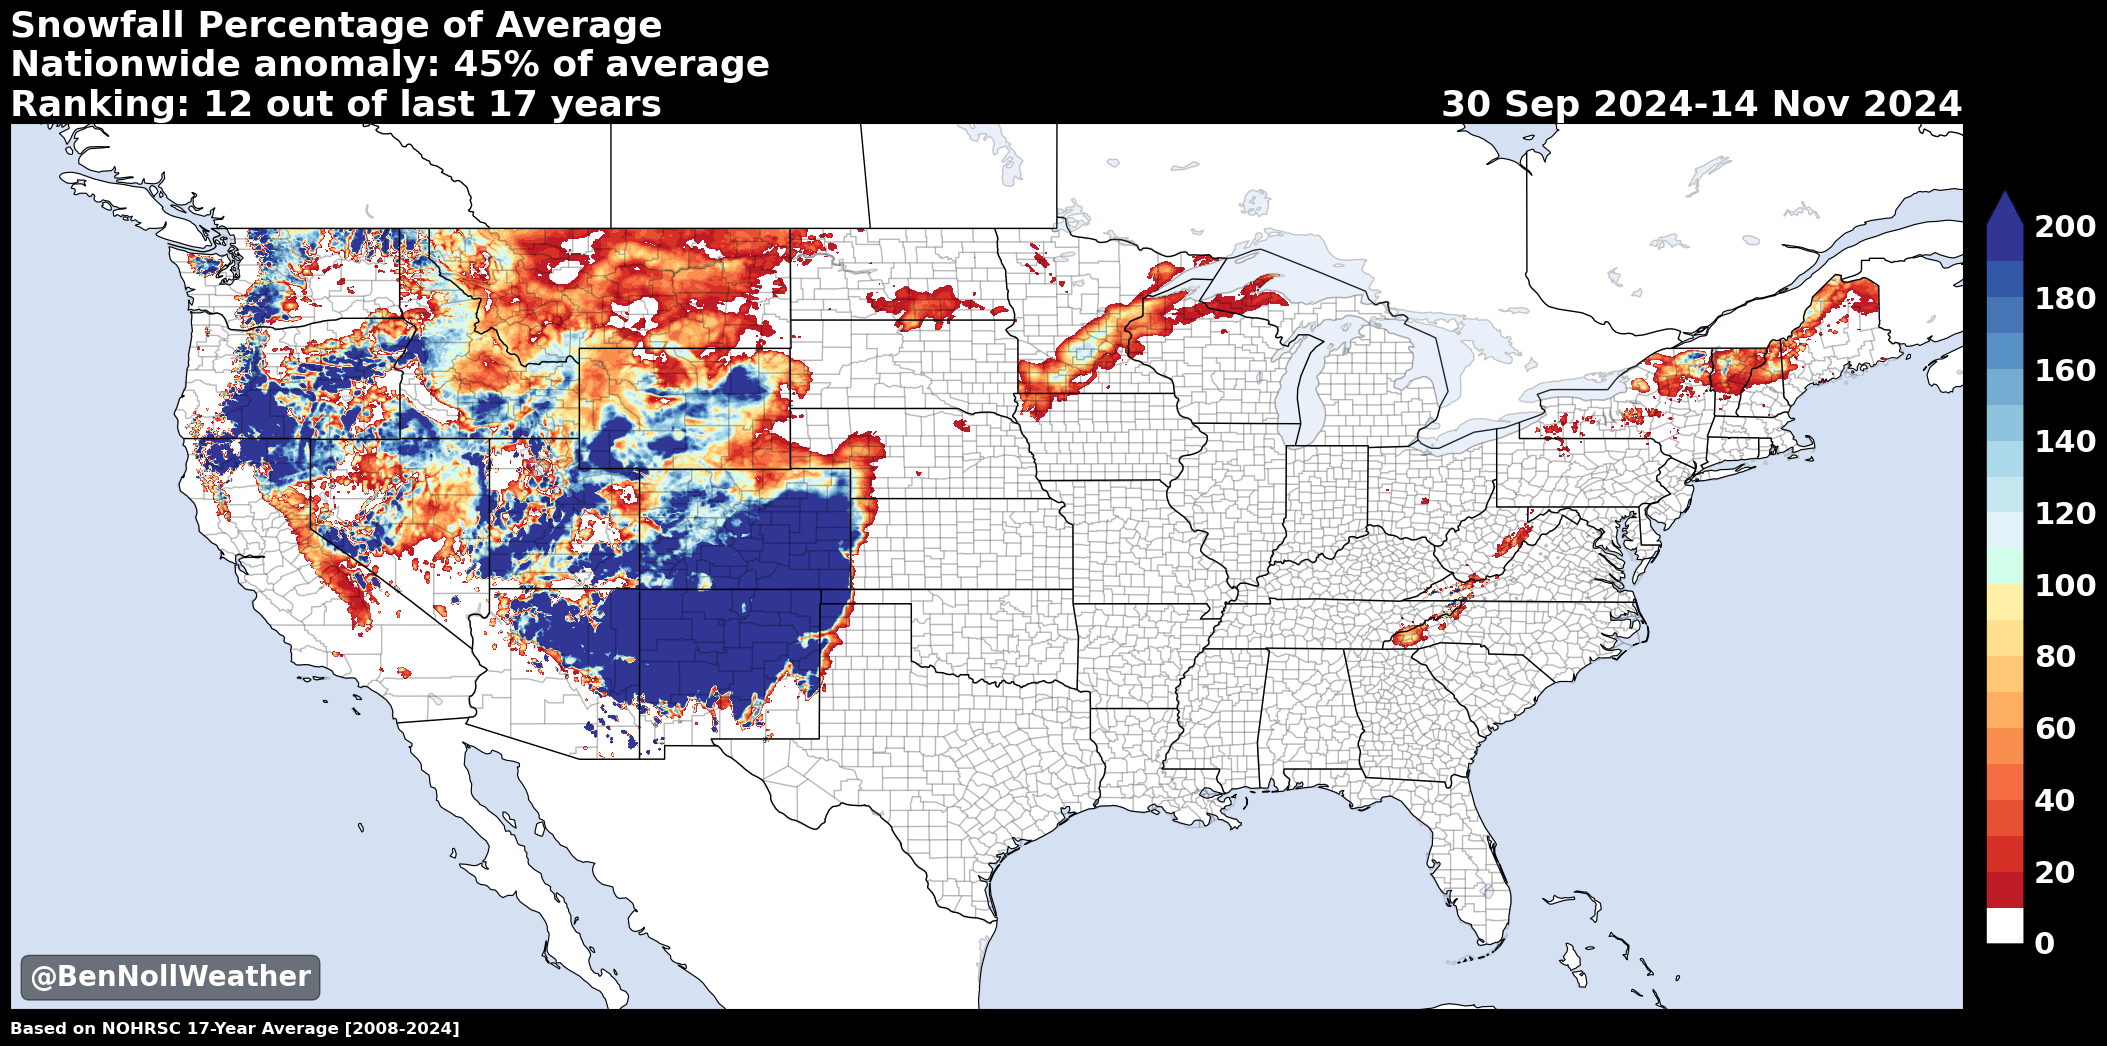 Snowfall Percentage of Average
Nationwide anomaly: 45% of average
Ranking: 12 out of last 17 years
30 Sep 2024-14 Nov 2024
200
180
160
140
120
100
80
60
40
20
0
@BenNollWeather
Based on NOHRSC 17-Year Average [2008-2024]